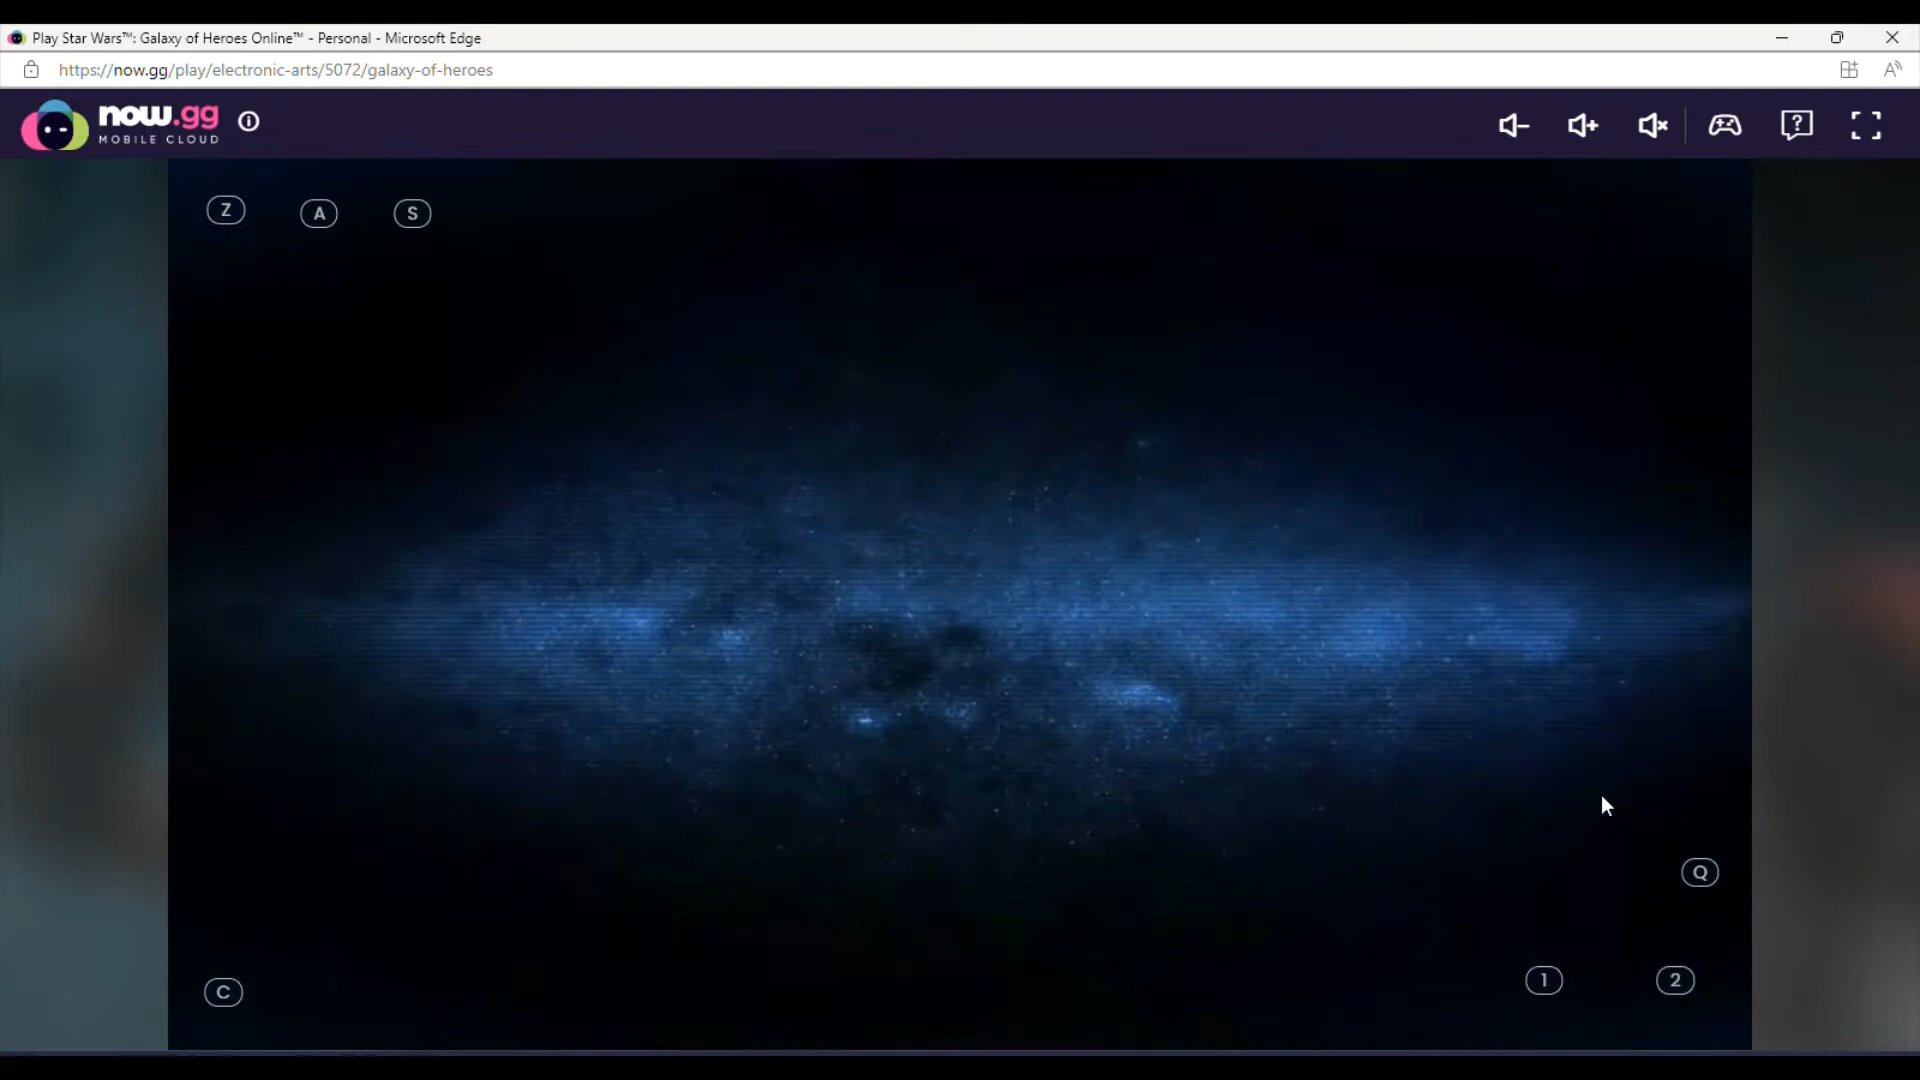 Play Star Wars™: Galaxy of Heroes Online™ - Personal - Microsoft Edge
https://now.gg/play/electronic-arts/5072/galaxy-of-heroes
now.gg
MOBILE CLOUD
Z A S
Q
C 1 2